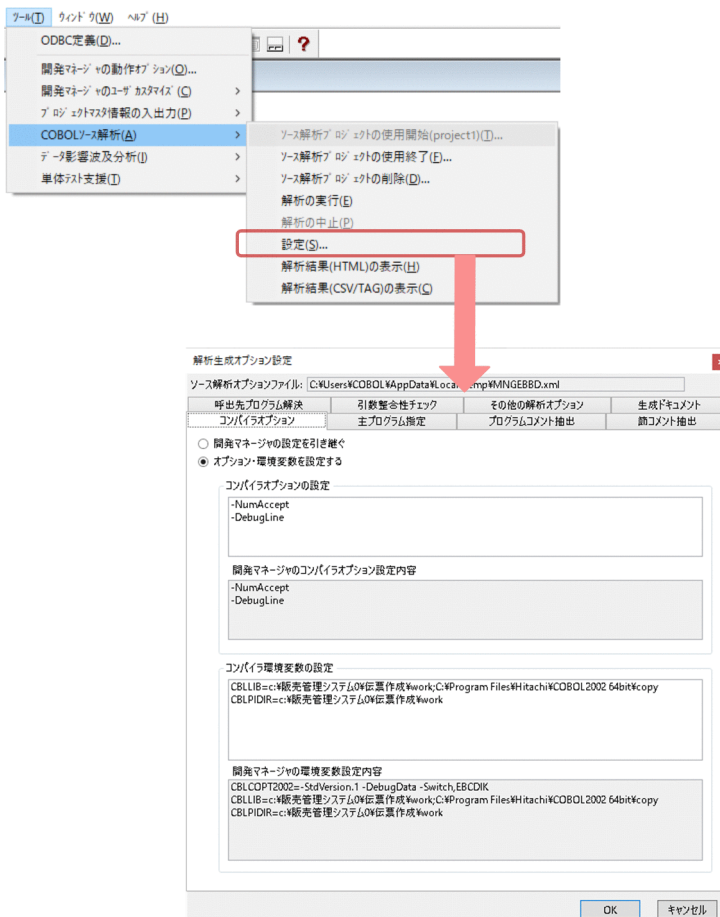 ツール(T) ウィンドウ(W) ヘルプ(H)
ODBC定義(D)...
開発マネージャの動作オプション(O)...
開発マネージャのユーザカスタマイズ(C)
プロジェクトマスタ情報の入出力(P)
COBOLソース解析(A)
データ影響波及分析(I)
単体テスト支援(T)
ソース解析プロジェクトの使用開始(project1)(T)...
ソース解析プロジェクトの使用終了(F)...
ソース解析プロジェクトの削除(D)...
解析の実行(E)
解析の中止(P)
設定(S)...
解析結果(HTML)の表示(H)
解析結果(CSV/TAG)の表示(C)
解析生成オプション設定
ソース解析オプションファイル: C:¥Users¥COBOL¥AppData¥Local mp¥MNGEBBD.xml
呼出先プログラム解決 引数整合性チェック その他の解析オプション 生成ドキュメント
コンパイラオプション 主プログラム指定 プログラムコメント抽出 節コメント抽出
開発マネージャの設定を引き継ぐ
オプション・環境変数を設定する
コンパイラオプションの設定
-NumAccept
-DebugLine
開発マネージャのコンパイラオプション設定内容
-NumAccept
-DebugLine
コンパイラ環境変数の設定
CBLLIB=c:¥販売管理システム0¥伝票作成¥work;C:¥Program Files¥Hitachi¥COBOL2002 64bit¥copy
CBLPIDIR=c:¥販売管理システム0¥伝票作成¥work
開発マネージャの環境変数設定内容
CBLCOPT2002=-StdVersion.1 -DebugData -Switch,EBCDIK
CBLLIB=c:¥販売管理システム0¥伝票作成¥work;C:¥Program Files¥Hitachi¥COBOL2002 64bit¥copy
CBLPIDIR=c:¥販売管理システム0¥伝票作成¥work
OK キャンセル